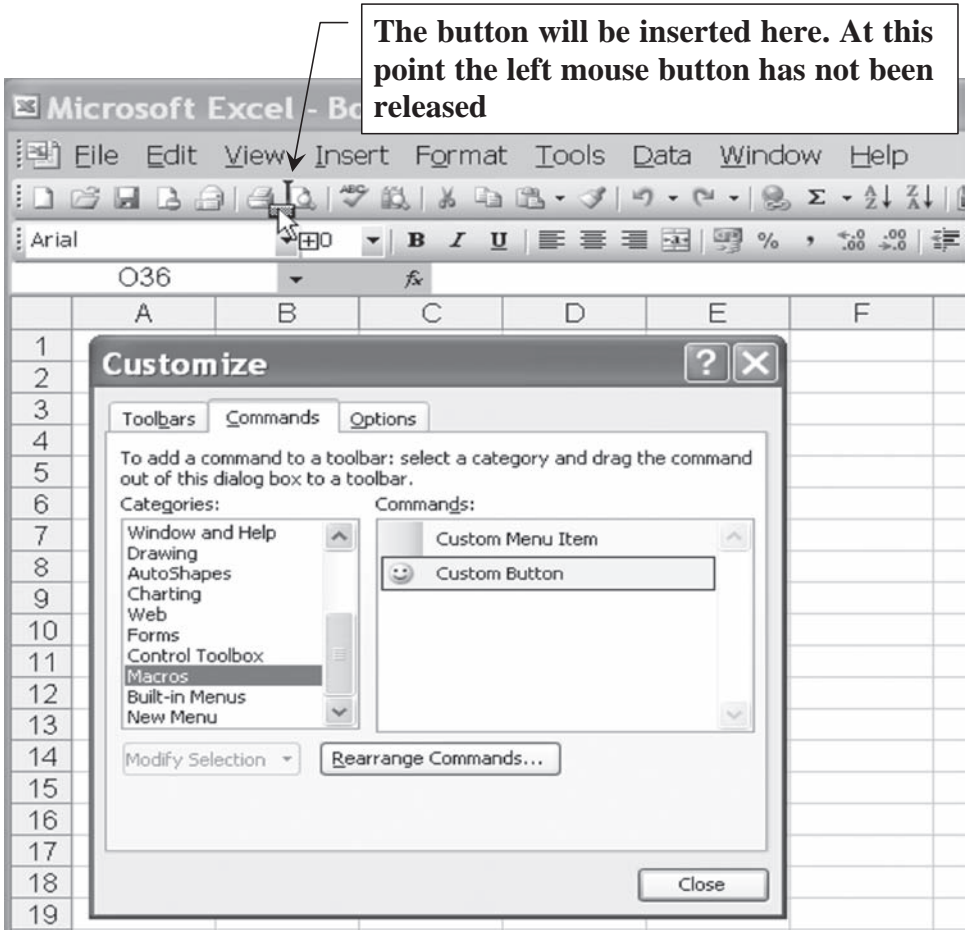 The button will be inserted here. At this
point the left mouse button has not been
released
Microsoft Excel - Bo
File Edit View Insert Format Tools Data Window Help
ABC Σ A Z Z A
Arial 0 B I U % , .00 .00
O36 fx
A B C D E F
1
2
3
4
5
6
7
8
9
10
11
12
13
14
15
16
17
18
19
Customize ? X
Toolbars Commands Options
To add a command to a toolbar: select a category and drag the command
out of this dialog box to a toolbar.
Categories: Commands:
Window and Help
Drawing
AutoShapes
Charting
Web
Forms
Control Toolbox
Macros
Built-in Menus
New Menu
Custom Menu Item
Custom Button
Modify Selection Rearrange Commands...
Close